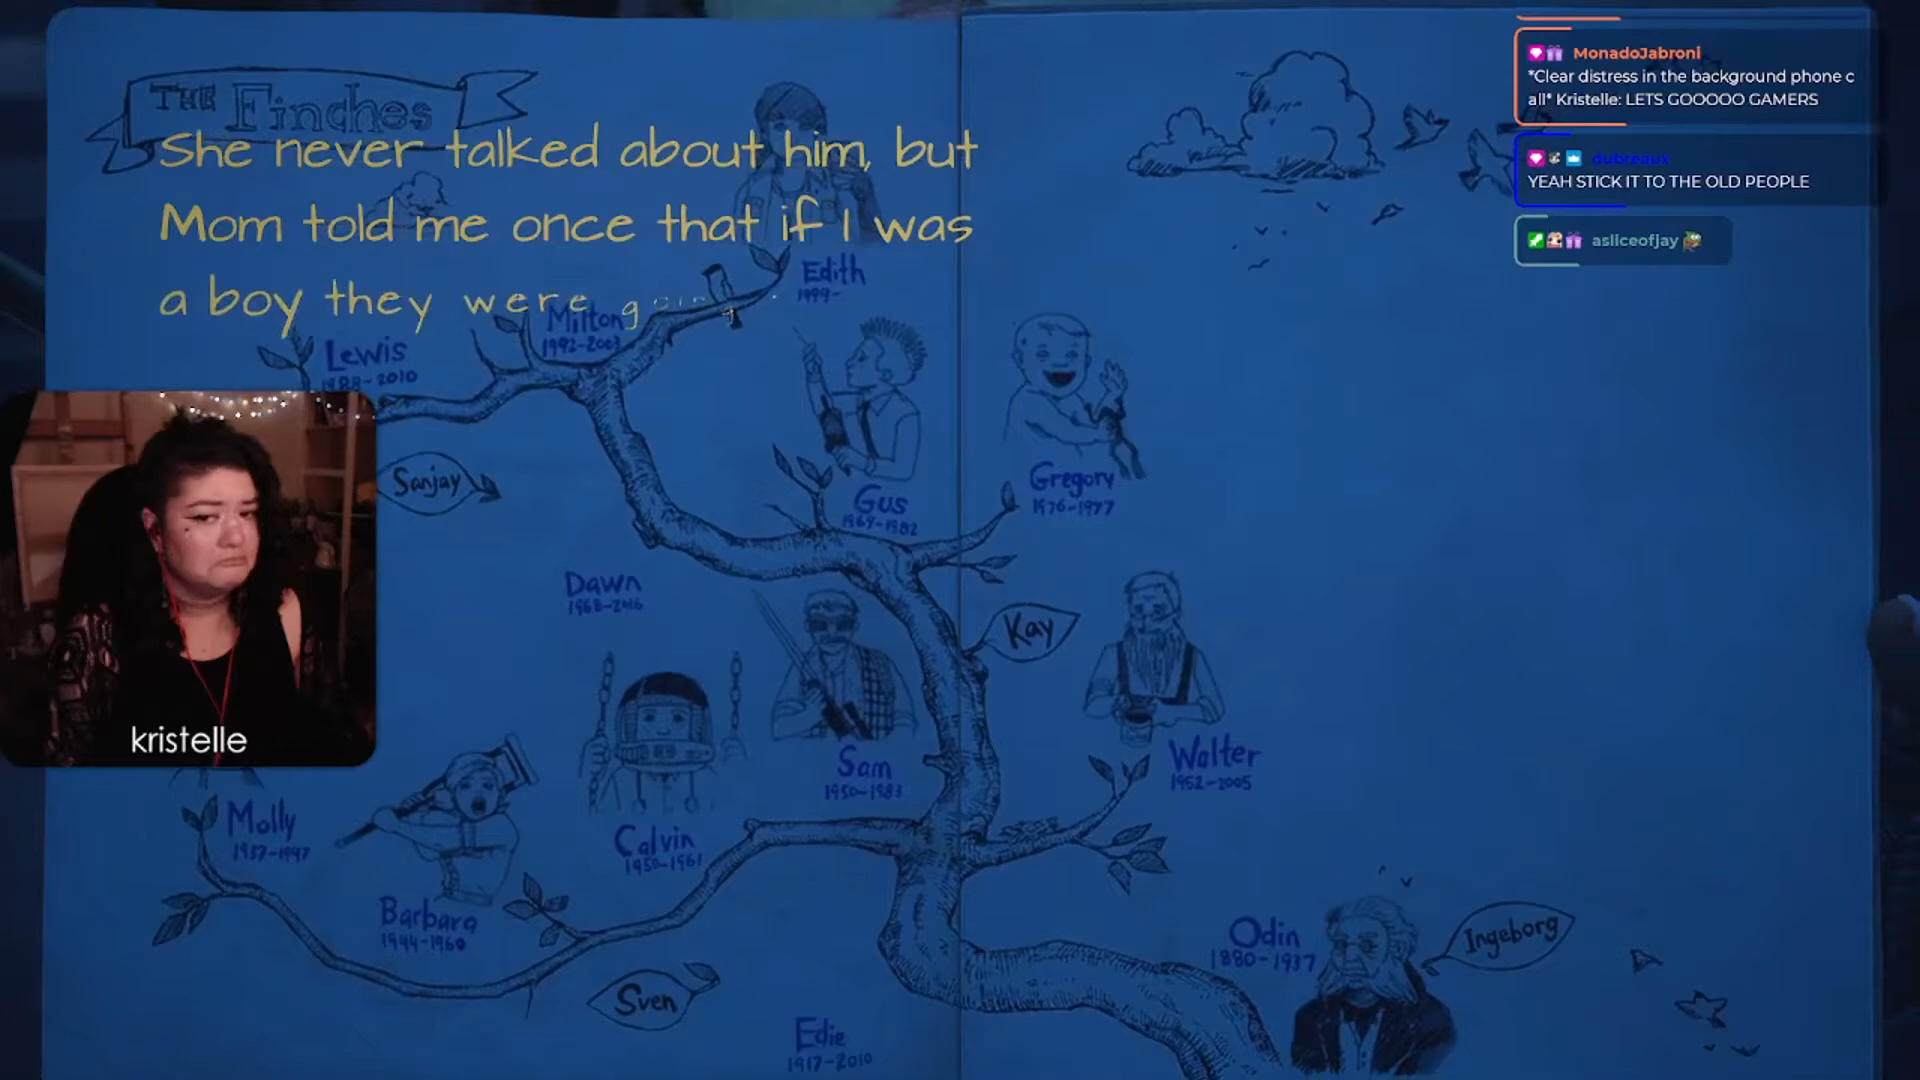 THE Finches
She never talked about him, but
Mom told me once that if I was
a boy they were going
Edith
1999-
Milton
1992-2003
Lewis
1988-2010
Sanjay
Gus
1969-1982
Gregory
1976-1977
Dawn
1968-2016
Kay
Sam
1950-1983
Walter
1952-2005
Calvin
1950-1961
Molly
1937-1947
Barbara
1944-1960
Sven
Edie
1917-2010
Odin
1880-1937
Ingeborg
kristelle
MonadoJabroni
*Clear distress in the background phone c
all* Kristelle: LETS GOOOOO GAMERS
dubreaux
YEAH STICK IT TO THE OLD PEOPLE
asliceofjay